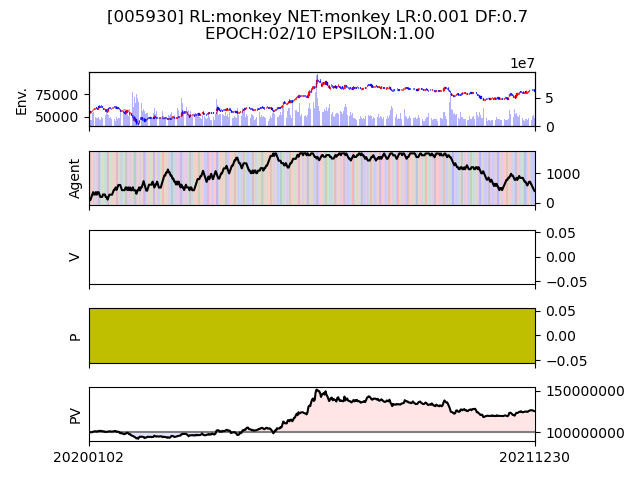 [005930] RL:monkey NET:monkey LR:0.001 DF:0.7
EPOCH:02/10 EPSILON:1.00
1e7
Env.
75000
50000
5
0
Agent
1000
0
V
0.05
0.00
−0.05
P
0.05
0.00
−0.05
PV
150000000
100000000
20200102
20211230